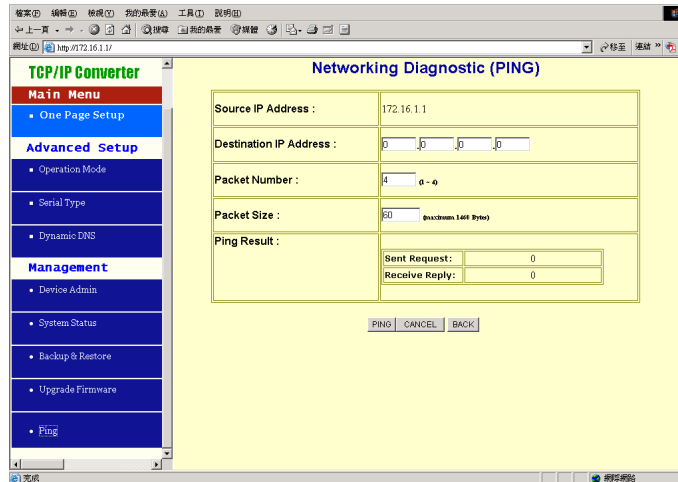 檔案(F) 編輯(E) 檢視(V) 我的最愛(A) 工具(T) 說明(H)
上一頁 搜尋 我的最愛 媒體
網址(D) http://172.16.1.1/ 移至 連結 »
TCP/IP Converter
Main Menu
One Page Setup
Advanced Setup
Operation Mode
Serial Type
Dynamic DNS
Management
Device Admin
System Status
Backup & Restore
Upgrade Firmware
Ping
Networking Diagnostic (PING)
Source IP Address : 172.16.1.1
Destination IP Address : 0 .0 .0 .0
Packet Number : 4 (1 ~ 4)
Packet Size : 60 (maximum 1460 Bytes)
Ping Result :
Sent Request: 0
Receive Reply: 0
PING CANCEL BACK
完成 網際網路